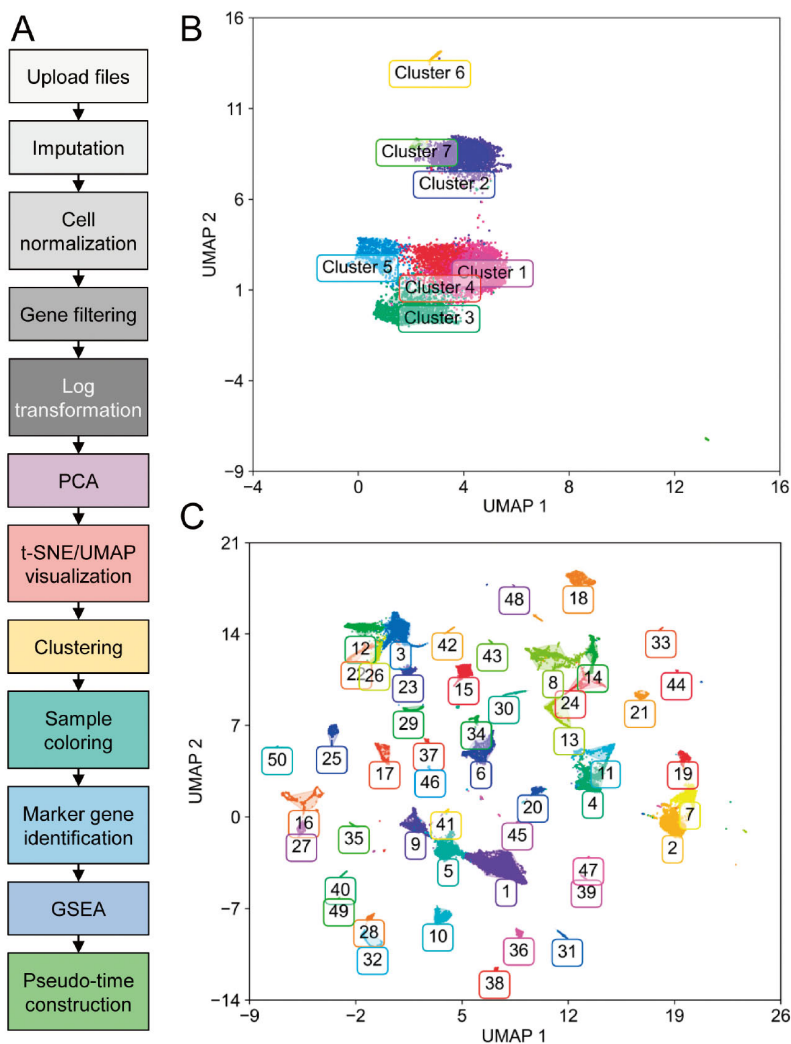 A
Upload files
Imputation
Cell
normalization
Gene filtering
Log
transformation
PCA
t-SNE/UMAP
visualization
Clustering
Sample
coloring
Marker gene
identification
GSEA
Pseudo-time
construction
B
16
11
6
1
−4
−9
UMAP 2
−4
0
4
8
12
16
UMAP 1
Cluster 6
Cluster 7
Cluster 2
Cluster 5
Cluster 1
Cluster 4
Cluster 3
C
21
14
7
0
−7
−14
UMAP 2
−9
−2
5
12
19
26
UMAP 1
48
18
12
3
42
43
33
22
26
23
15
8
14
44
30
24
21
29
34
13
50
25
17
37
46
6
11
4
19
20
16
27
35
9
41
45
7
2
5
1
47
39
40
49
28
32
10
36
31
38